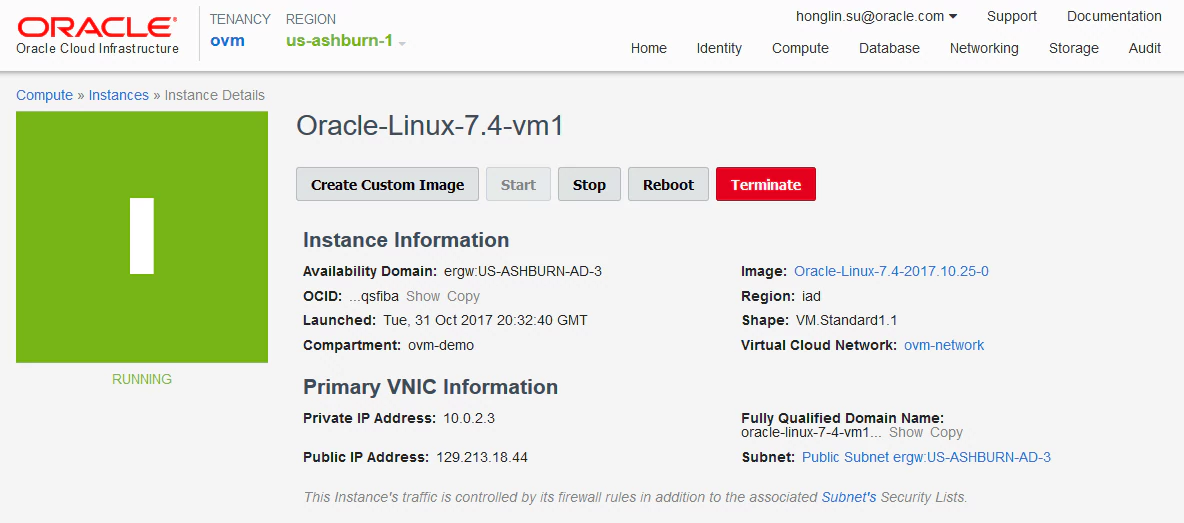 ORACLE®
Oracle Cloud Infrastructure
TENANCY
ovm
REGION
us-ashburn-1
honglin.su@oracle.com Support Documentation
Home Identity Compute Database Networking Storage Audit
Compute » Instances » Instance Details
RUNNING
Oracle-Linux-7.4-vm1
Create Custom Image Start Stop Reboot Terminate
Instance Information
Availability Domain: ergw:US-ASHBURN-AD-3
Image: Oracle-Linux-7.4-2017.10.25-0
OCID: ...qsfiba Show Copy
Region: iad
Launched: Tue, 31 Oct 2017 20:32:40 GMT
Shape: VM.Standard1.1
Compartment: ovm-demo
Virtual Cloud Network: ovm-network
Primary VNIC Information
Private IP Address: 10.0.2.3
Fully Qualified Domain Name:
oracle-linux-7-4-vm1... Show Copy
Public IP Address: 129.213.18.44
Subnet: Public Subnet ergw:US-ASHBURN-AD-3
This Instance's traffic is controlled by its firewall rules in addition to the associated Subnet's Security Lists.